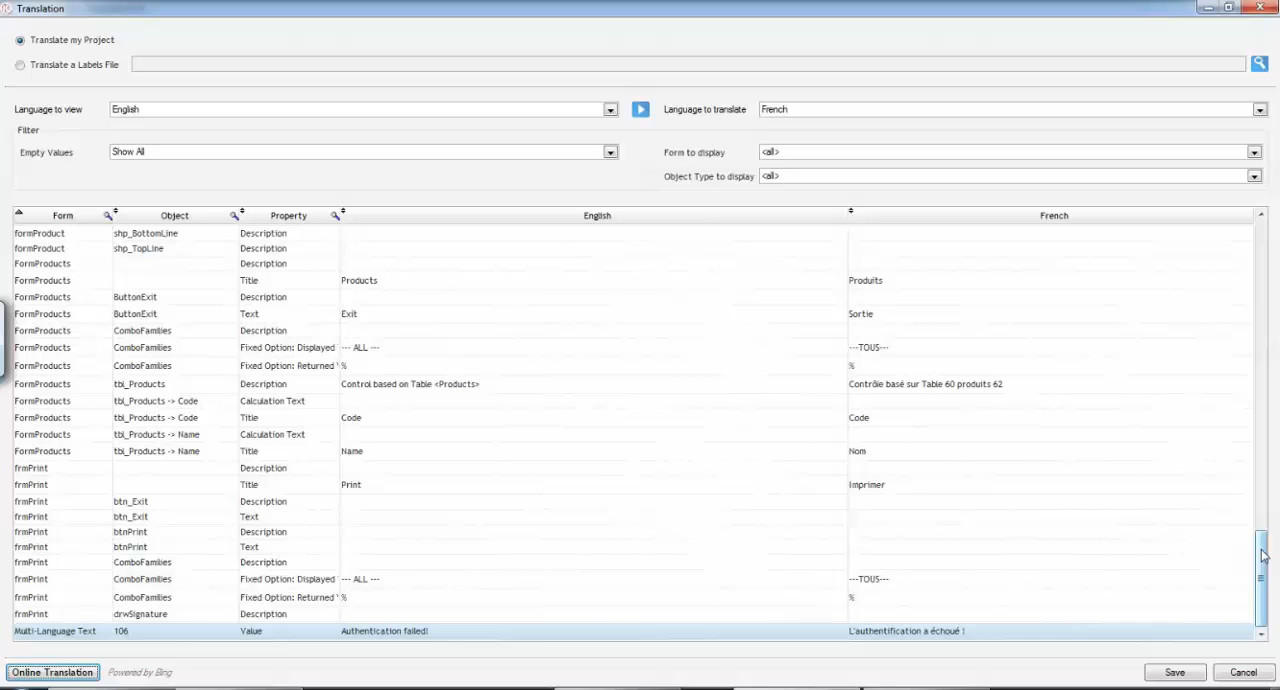 Translation
Translate my Project
Translate a Labels File
Language to view English Language to translate French
Filter
Empty Values Show All Form to display <all>
Object Type to display <all>
Form Object Property English French
formProduct shp_BottomLine Description
formProduct shp_TopLine Description
FormProducts Description
FormProducts Title Products Produits
FormProducts ButtonExit Description
FormProducts ButtonExit Text Exit Sortie
FormProducts ComboFamilies Description
FormProducts ComboFamilies Fixed Option: Displayed --- ALL --- ---TOUS---
FormProducts ComboFamilies Fixed Option: Returned % %
FormProducts tbl_Products Description Control based on Table <Products> Contrôle basé sur Table 60 produits 62
FormProducts tbl_Products -> Code Calculation Text
FormProducts tbl_Products -> Code Title Code Code
FormProducts tbl_Products -> Name Calculation Text
FormProducts tbl_Products -> Name Title Name Nom
frmPrint Description
frmPrint Title Print Imprimer
frmPrint btn_Exit Description
frmPrint btn_Exit Text
frmPrint btnPrint Description
frmPrint btnPrint Text
frmPrint ComboFamilies Description
frmPrint ComboFamilies Fixed Option: Displayed --- ALL --- ---TOUS---
frmPrint ComboFamilies Fixed Option: Returned % %
frmPrint drwSignature Description
Multi-Language Text 106 Value Authentication failed! L'authentification a échoué !
Online Translation Powered by Bing Save Cancel